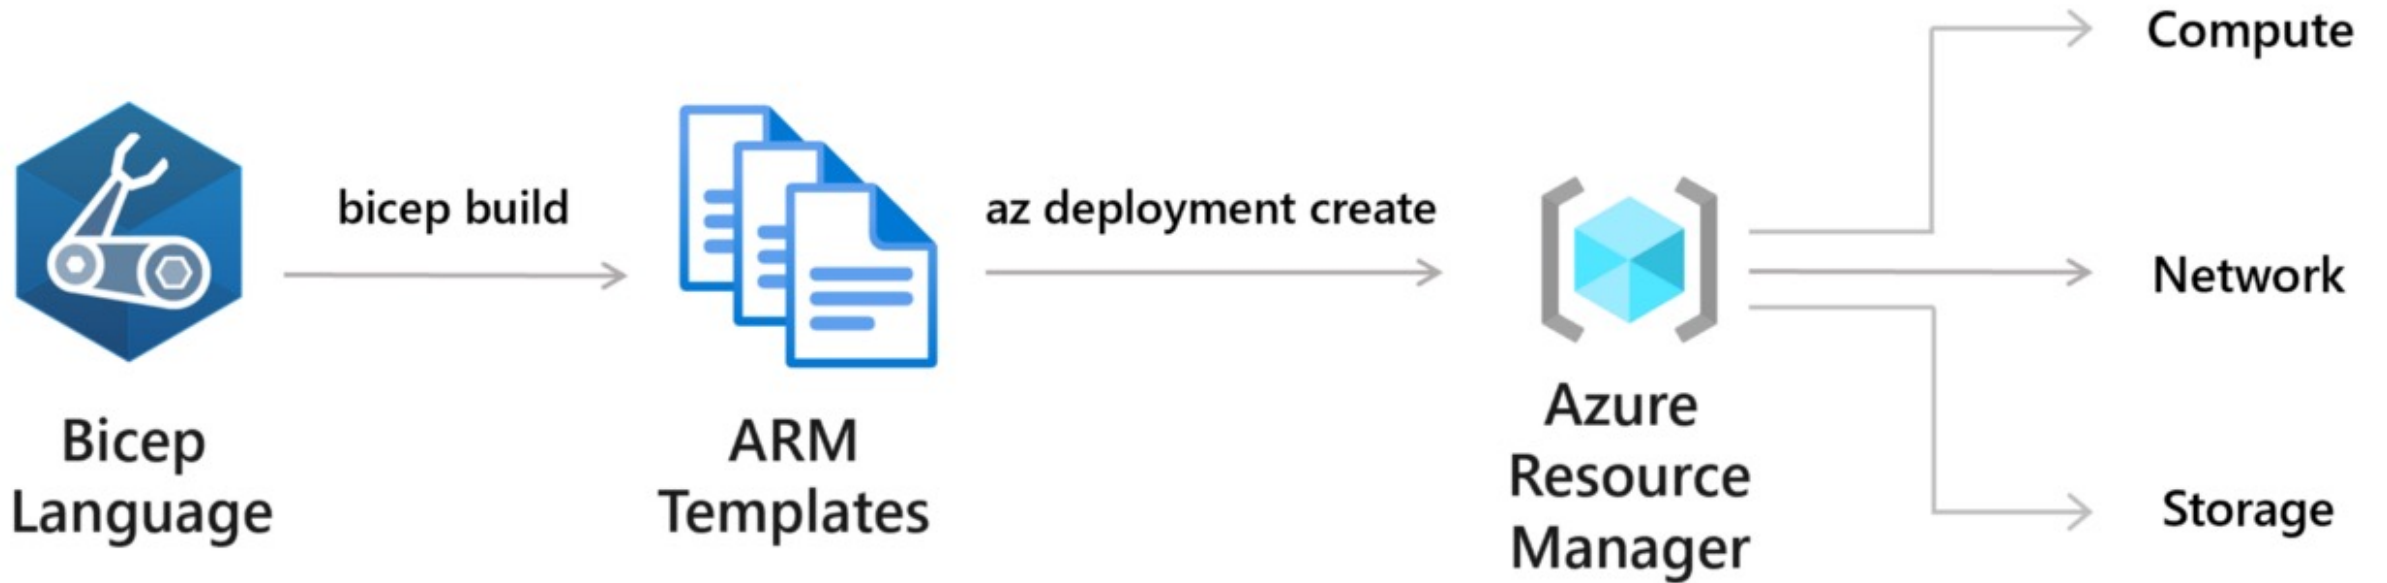 Bicep
Language
bicep build
ARM
Templates
az deployment create
Azure
Resource
Manager
Compute
Network
Storage